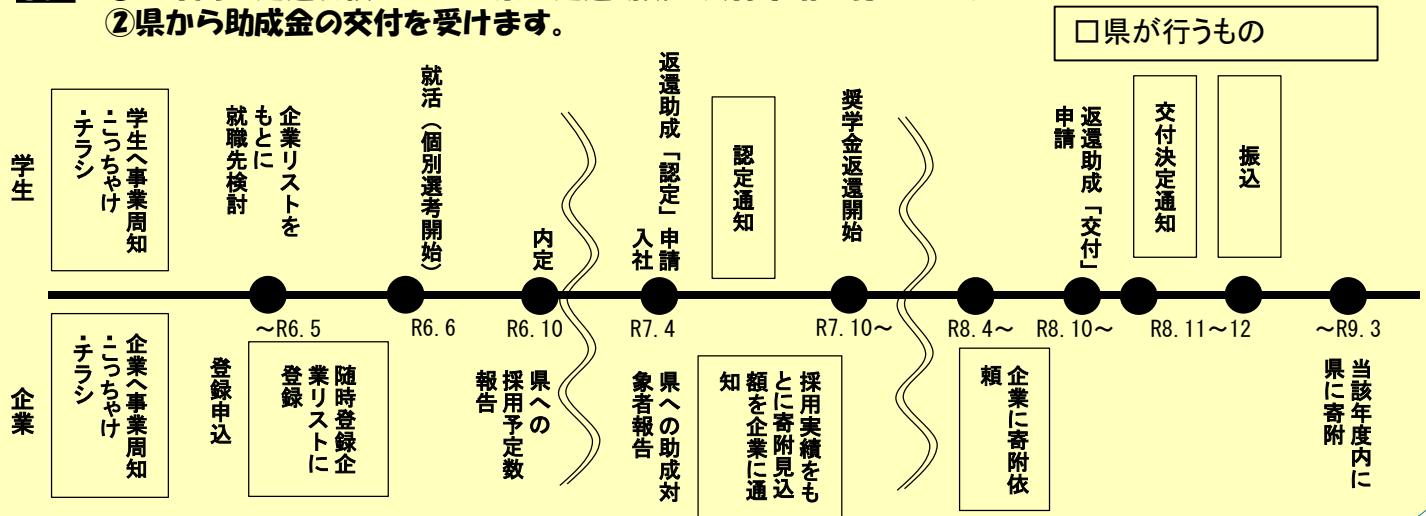 ②県から助成金の交付を受けます。
□県が行うもの
学生
学生へ事業周知
・こっちゃけ
・チラシ
企業リストを
もとに
就職先検討
就活（個別選考開始）
内定
返還助成「認定」申請
入社
認定通知
奨学金返還開始
返還助成「交付」
申請
交付決定通知
振込
～R6.5
R6.6
R6.10
R7.4
R7.10～
R8.4～
R8.10～
R8.11～12
～R9.3
企業
企業へ事業周知
・こっちゃけ
・チラシ
登録申込
随時登録企
業リストに
登録
県への
採用予定数
報告
県への助成対
象者報告
採用実績をも
とに寄附見込
額を企業に通
知
企業に寄附依
頼
当該年度内に
県に寄附